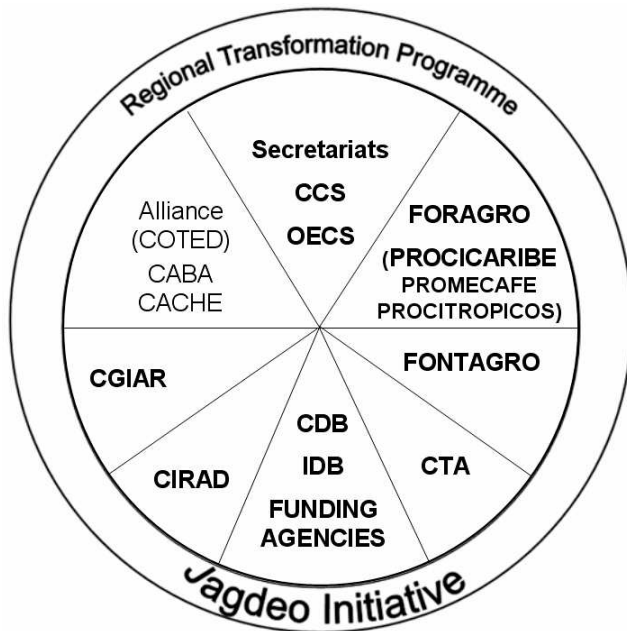 Regional Transformation Programme
Secretariats
CCS
OECS
Alliance
(COTED)
CABA
CACHE
FORAGRO
(PROCICARIBE
PROMECAFE
PROCITROPICOS)
CGIAR
FONTAGRO
CIRAD
CDB
IDB
FUNDING
AGENCIES
CTA
Jagdeo Initiative